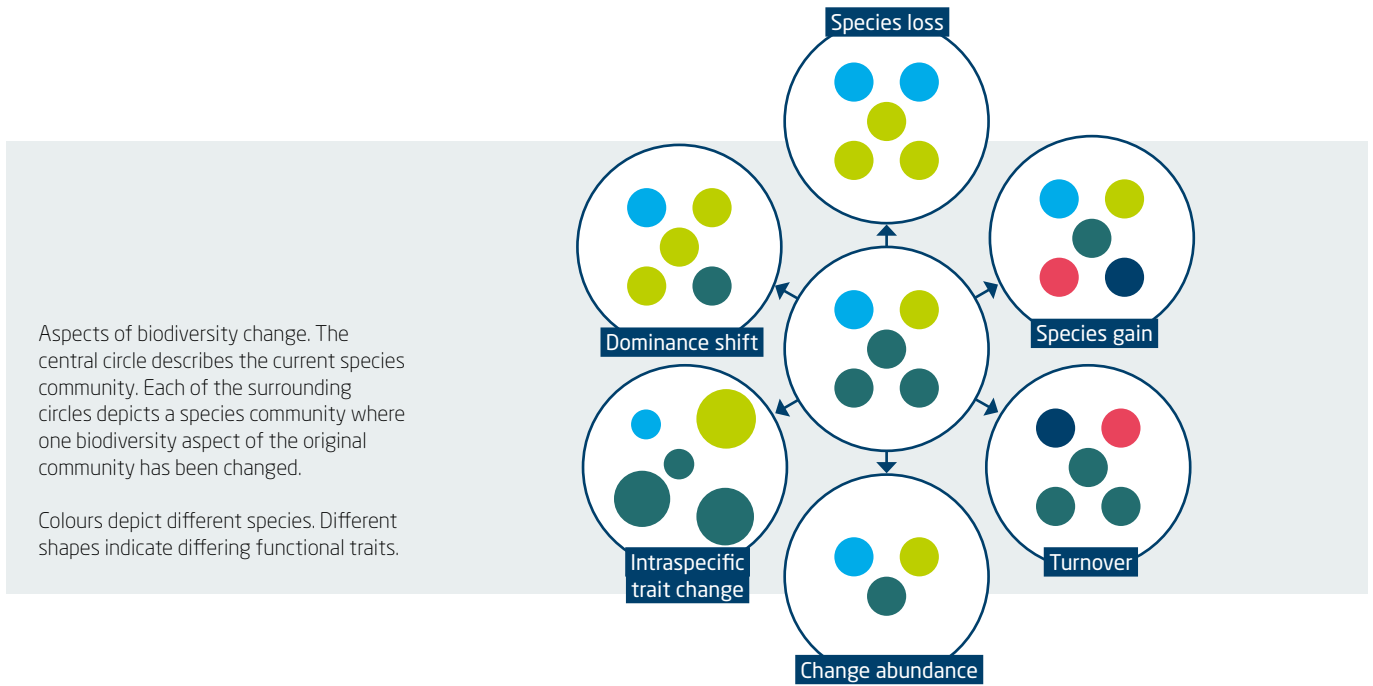 Species loss
Aspects of biodiversity change. The
central circle describes the current species
community. Each of the surrounding
circles depicts a species community where
one biodiversity aspect of the original
community has been changed.
Colours depict different species. Different
shapes indicate differing functional traits.
Dominance shift
Species gain
Intraspecific
trait change
Turnover
Change abundance